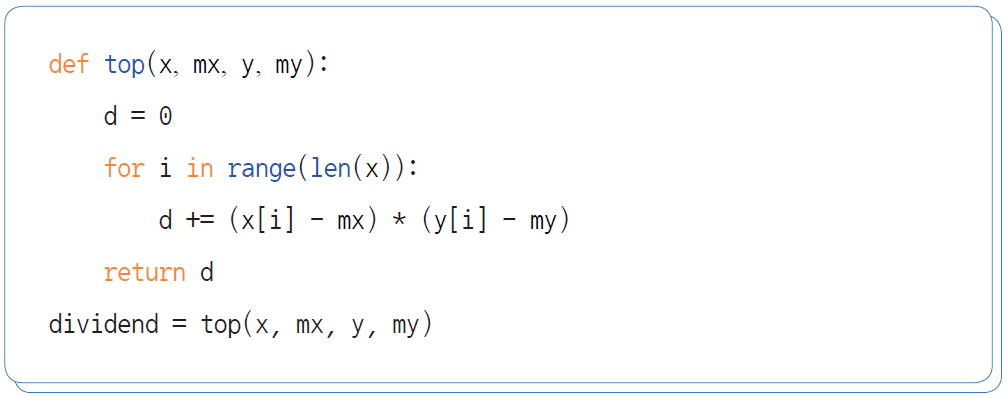 def top(x, mx, y, my):
    d = 0
    for i in range(len(x)):
        d += (x[i] - mx) * (y[i] - my)
    return d
dividend = top(x, mx, y, my)